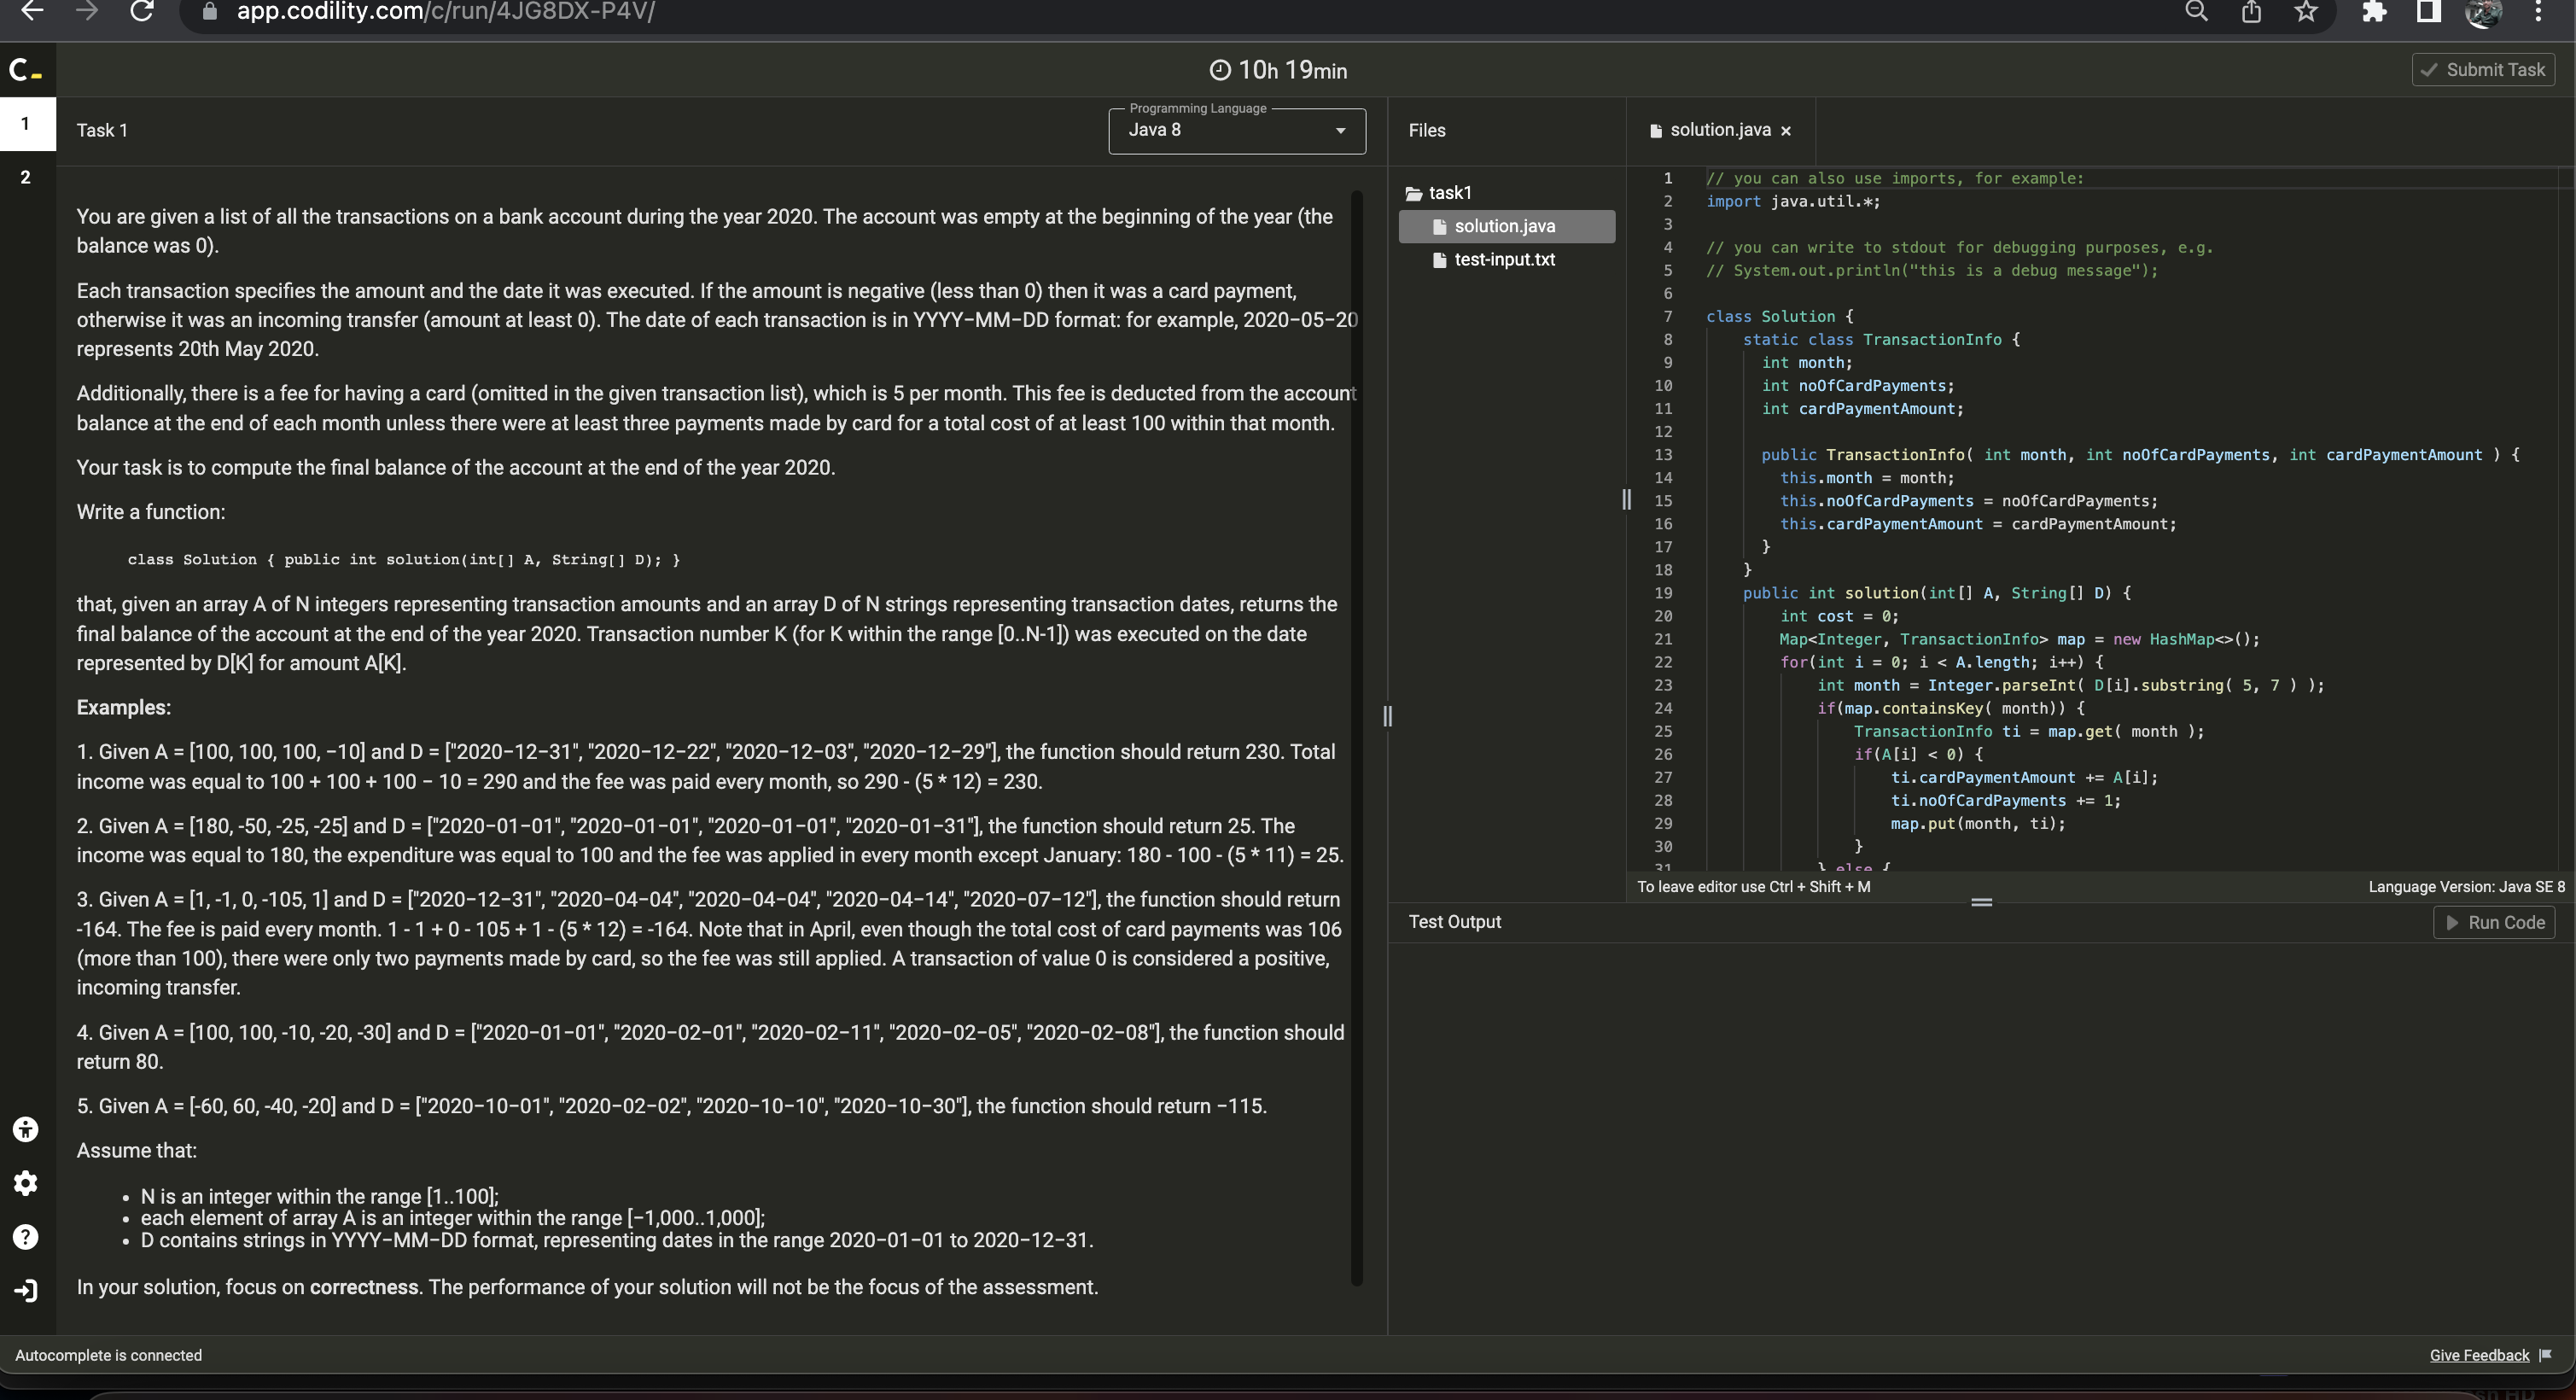 app.codility.com/c/run/4JG8DX-P4V/
C_
10h 19min
Submit Task
1
2
Task 1
Programming Language
Java 8
You are given a list of all the transactions on a bank account during the year 2020. The account was empty at the beginning of the year (the
balance was 0).
Each transaction specifies the amount and the date it was executed. If the amount is negative (less than 0) then it was a card payment,
otherwise it was an incoming transfer (amount at least 0). The date of each transaction is in YYYY-MM-DD format: for example, 2020-05-20
represents 20th May 2020.
Additionally, there is a fee for having a card (omitted in the given transaction list), which is 5 per month. This fee is deducted from the account
balance at the end of each month unless there were at least three payments made by card for a total cost of at least 100 within that month.
Your task is to compute the final balance of the account at the end of the year 2020.
Write a function:
class Solution { public int solution(int[] A, String[] D); }
that, given an array A of N integers representing transaction amounts and an array D of N strings representing transaction dates, returns the
final balance of the account at the end of the year 2020. Transaction number K (for K within the range [0..N-1]) was executed on the date
represented by D[K] for amount A[K].
Examples:
1. Given A = [100, 100, 100, −10] and D = ["2020−12−31", "2020−12−22", "2020−12−03", "2020−12−29"], the function should return 230. Total
income was equal to 100 + 100 + 100 − 10 = 290 and the fee was paid every month, so 290 - (5 * 12) = 230.
2. Given A = [180, -50, -25, -25] and D = ["2020−01−01", "2020−01−01", "2020−01−01", "2020−01−31"], the function should return 25. The
income was equal to 180, the expenditure was equal to 100 and the fee was applied in every month except January: 180 - 100 - (5 * 11) = 25.
3. Given A = [1, -1, 0, -105, 1] and D = ["2020−12−31", "2020−04−04", "2020−04−04", "2020−04−14", "2020−07−12"], the function should return
-164. The fee is paid every month. 1 - 1 + 0 - 105 + 1 - (5 * 12) = -164. Note that in April, even though the total cost of card payments was 106
(more than 100), there were only two payments made by card, so the fee was still applied. A transaction of value 0 is considered a positive,
incoming transfer.
4. Given A = [100, 100, -10, -20, -30] and D = ["2020−01−01", "2020−02−01", "2020−02−11", "2020−02−05", "2020−02−08"], the function should
return 80.
5. Given A = [-60, 60, -40, -20] and D = ["2020−10−01", "2020−02−02", "2020−10−10", "2020−10−30"], the function should return −115.
Assume that:
• N is an integer within the range [1..100];
• each element of array A is an integer within the range [−1,000..1,000];
• D contains strings in YYYY−MM−DD format, representing dates in the range 2020−01−01 to 2020−12−31.
In your solution, focus on correctness. The performance of your solution will not be the focus of the assessment.
Files
task1
solution.java
test-input.txt
solution.java ×
1 // you can also use imports, for example:
2 import java.util.*;
3
4 // you can write to stdout for debugging purposes, e.g.
5 // System.out.println("this is a debug message");
6
7 class Solution {
8 static class TransactionInfo {
9 int month;
10 int noOfCardPayments;
11 int cardPaymentAmount;
12
13 public TransactionInfo( int month, int noOfCardPayments, int cardPaymentAmount ) {
14 this.month = month;
15 this.noOfCardPayments = noOfCardPayments;
16 this.cardPaymentAmount = cardPaymentAmount;
17 }
18 }
19 public int solution(int[] A, String[] D) {
20 int cost = 0;
21 Map<Integer, TransactionInfo> map = new HashMap<>();
22 for(int i = 0; i < A.length; i++) {
23 int month = Integer.parseInt( D[i].substring( 5, 7 ) );
24 if(map.containsKey( month)) {
25 TransactionInfo ti = map.get( month );
26 if(A[i] < 0) {
27 ti.cardPaymentAmount += A[i];
28 ti.noOfCardPayments += 1;
29 map.put(month, ti);
30 }
31 } else {
To leave editor use Ctrl + Shift + M
Language Version: Java SE 8
Test Output
Run Code
Autocomplete is connected
Give Feedback